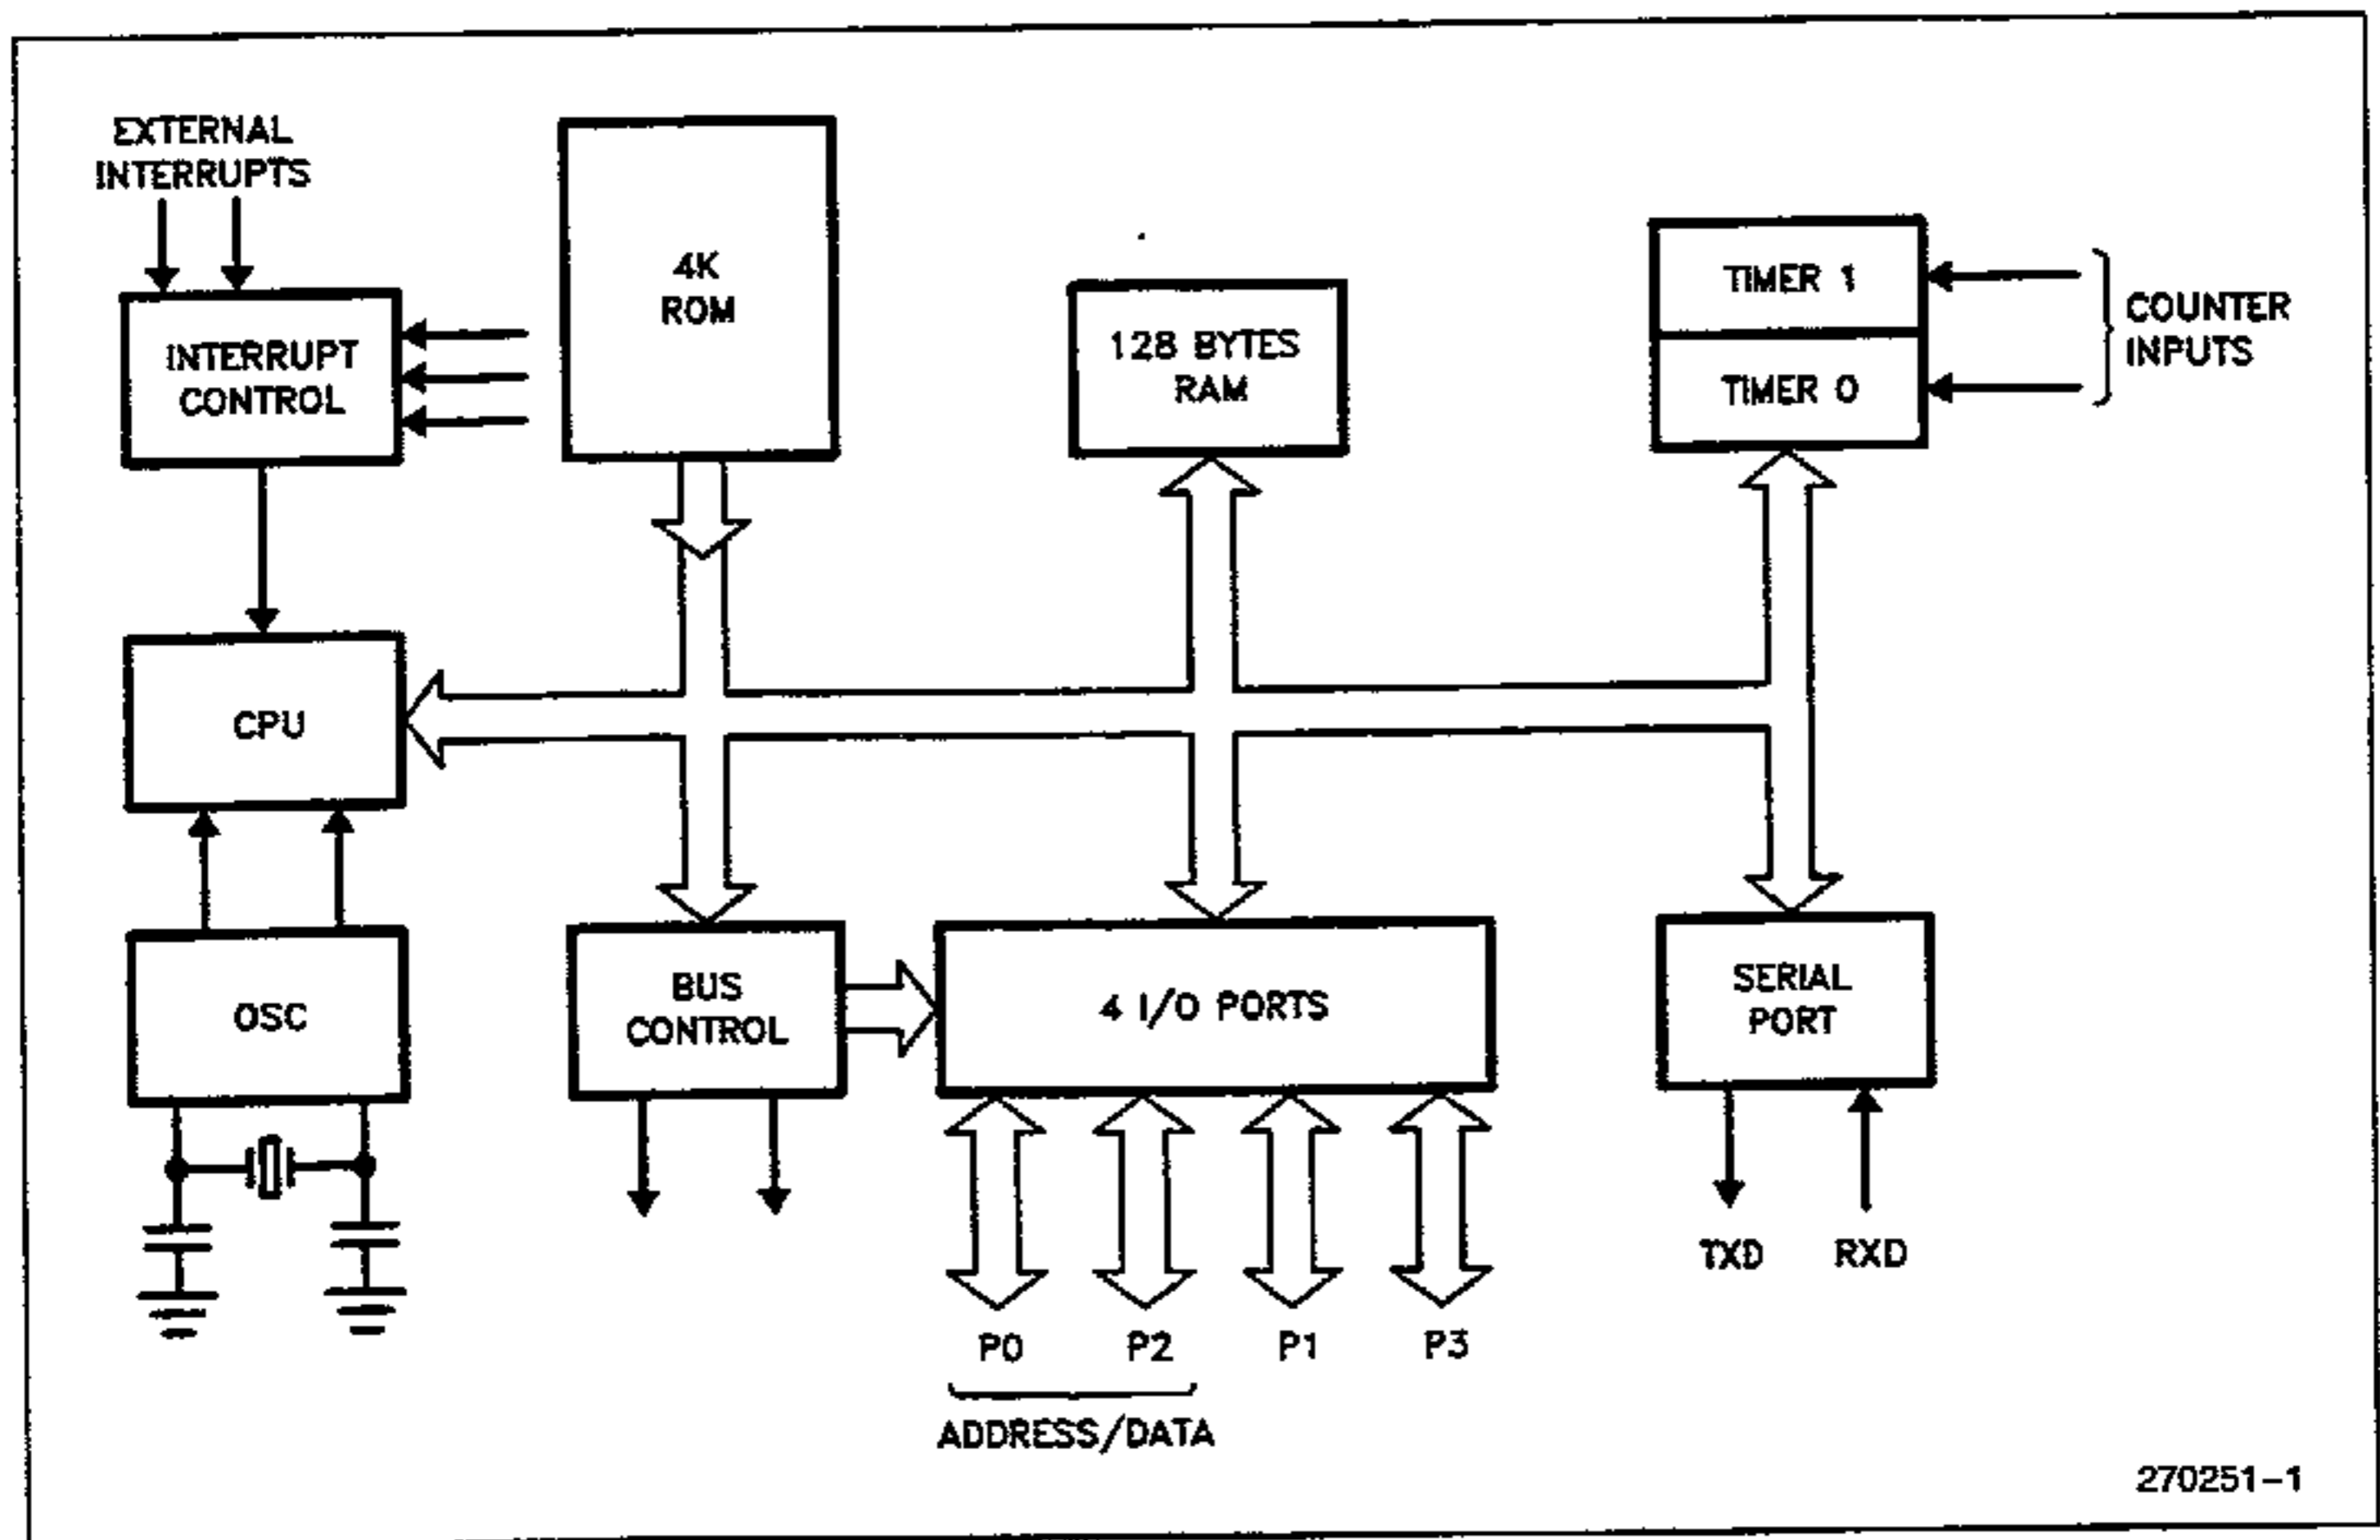 EXTERNAL
INTERRUPTS
4K
ROM
TIMER 1
COUNTER
INPUTS
128 BYTES
RAM
INTERRUPT
CONTROL
TIMER 0
CPU
BUS
CONTROL
4 I/O PORTS
SERIAL
PORT
OSC
TXD
RXD
P0
P2
P1
P3
ADDRESS/DATA
270251-1